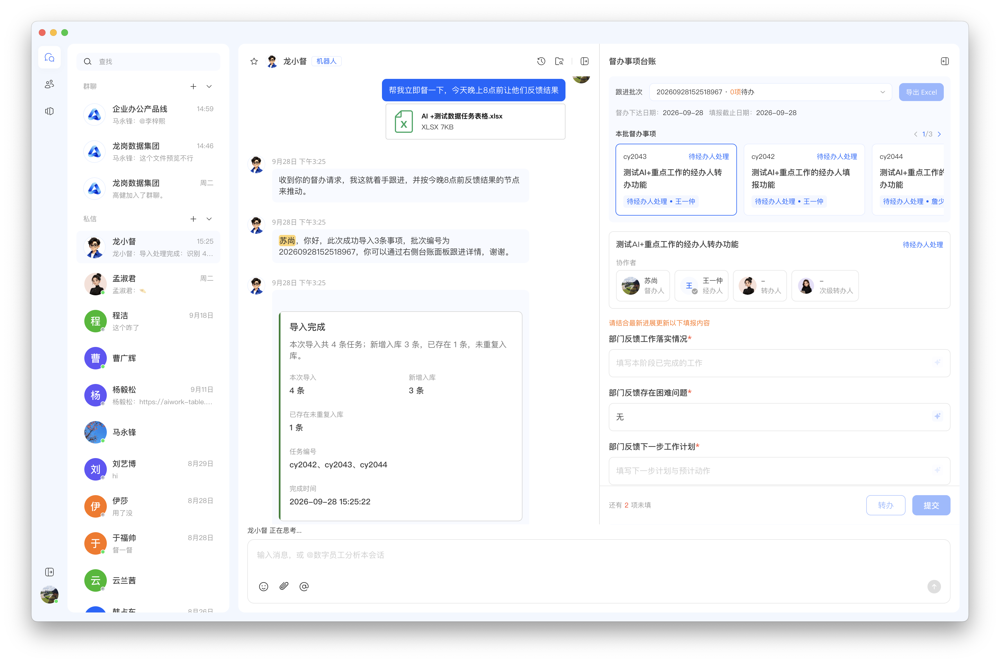 查找
群聊
企业办公产品线 14:59
马永锋：@李梓熙
龙岗数据集团 14:46
马永锋：这个文件预览不行
龙岗数据集团 周二
高健加入了群聊。
私信
龙小督 15:25
龙小督：导入处理完成：识别 4...
孟淑君 周二
孟淑君：
程 程洁 9月18日
这个咋了
曹 曹广辉
杨 杨毅松 9月11日
杨毅松：https://aiwork-table....
马永锋
刘 刘艺博 8月29日
hi
伊 伊莎 8月28日
用了没
于 于福帅 8月28日
督一督
云 云兰茜
韩占东 8月26日
龙小督 机器人
帮我立即督一下，今天晚上8点前让他们反馈结果
AI +测试数据任务表格.xlsx
XLSX 7KB
9月28日 下午3:25
收到你的督办请求，我这就着手跟进，并按今晚8点前反馈结果的节点
来推动。
9月28日 下午3:25
苏尚，你好，此次成功导入3条事项，批次编号为
20260928152518967，你可以通过右侧台账面板跟进详情，谢谢。
9月28日 下午3:25
导入完成
本次导入共 4 条任务；新增入库 3 条，已存在 1 条，未重复入
库。
本次导入 新增入库
4 条 3 条
已存在未重复入库
1 条
任务编号
cy2042、cy2043、cy2044
完成时间
2026-09-28 15:25:22
龙小督 正在思考...
输入消息，或 @数字员工分析本会话
督办事项台账
跟进批次 20260928152518967 · 0项待办 导出 Excel
督办下达日期：2026-09-28 填报截止日期：2026-09-28
本批督办事项 1/3
cy2043 待经办人处理
测试AI+重点工作的经办人转
办功能
待经办人处理 • 王一仲
cy2042 待经办人处理
测试AI+重点工作的经办人填
报功能
待经办人处理 • 王一仲
cy2044
测试AI+重点工作的
办功能
待经办人处理 • 詹少
测试AI+重点工作的经办人转办功能 待经办人处理
协作者
苏尚
督办人
王 王一仲
经办人
–
转办人
–
次级转办人
请结合最新进展更新以下填报内容
部门反馈工作落实情况*
填写本阶段已完成的工作
部门反馈存在困难问题*
无
部门反馈下一步工作计划*
填写下一步计划与预计动作
还有 2 项未填 转办 提交